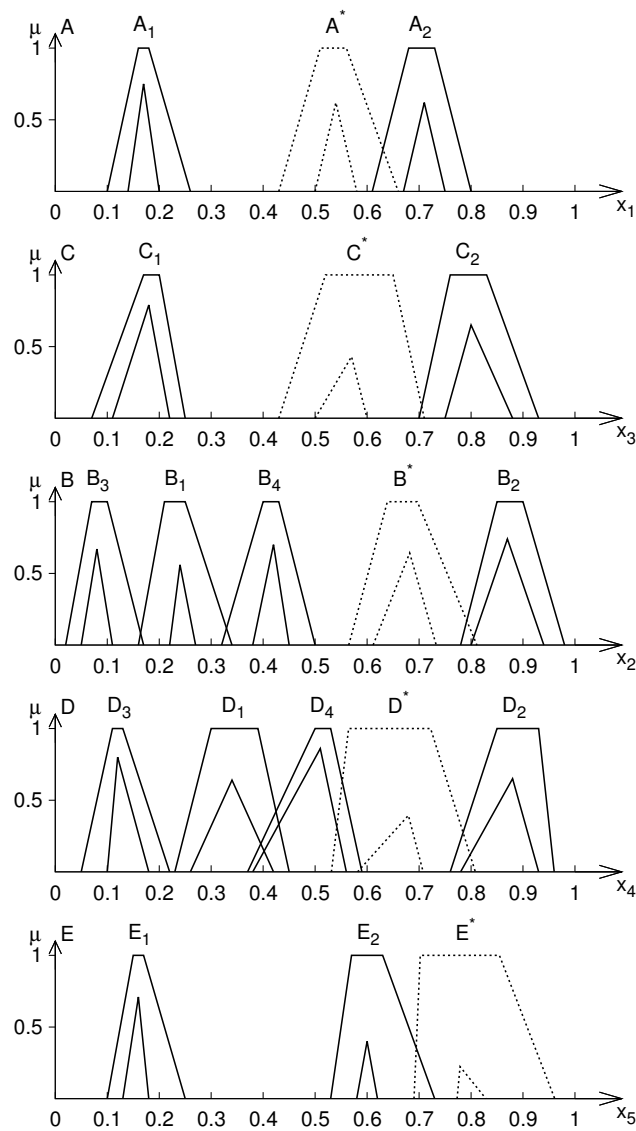 μ A A₁ A* A₂
1
0.5
0 0.1 0.2 0.3 0.4 0.5 0.6 0.7 0.8 0.9 1 x₁
μ C C₁ C* C₂
1
0.5
0 0.1 0.2 0.3 0.4 0.5 0.6 0.7 0.8 0.9 1 x₃
μ B B₃ B₁ B₄ B* B₂
1
0.5
0 0.1 0.2 0.3 0.4 0.5 0.6 0.7 0.8 0.9 1 x₂
μ D D₃ D₁ D₄ D* D₂
1
0.5
0 0.1 0.2 0.3 0.4 0.5 0.6 0.7 0.8 0.9 1 x₄
μ E E₁ E₂ E*
1
0.5
0 0.1 0.2 0.3 0.4 0.5 0.6 0.7 0.8 0.9 1 x₅